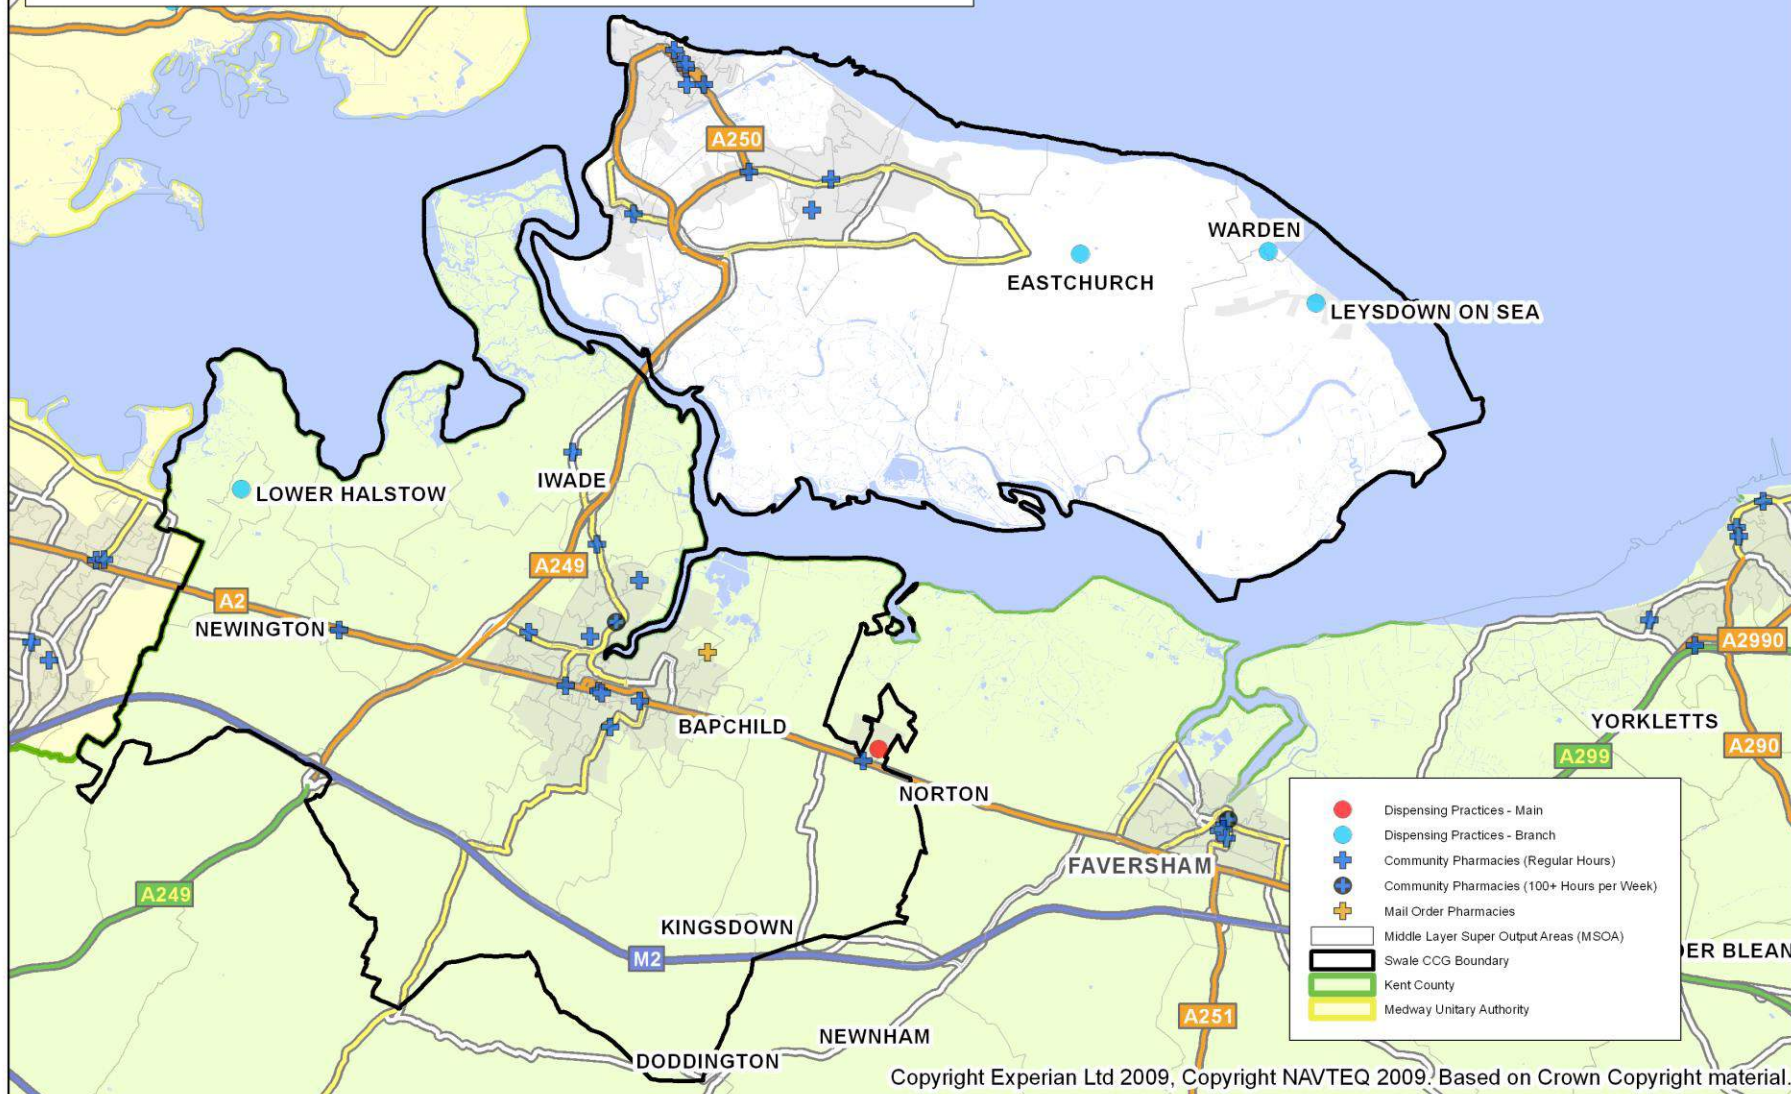 A250
WARDEN
EASTCHURCH
LEYSDOWN ON SEA
IWADE
LOWER HALSTOW
A249
A2
NEWINGTON
A2990
BAPCHILD
YORKLETTS
A299
A290
NORTON
Dispensing Practices - Main
Dispensing Practices - Branch
Community Pharmacies (Regular Hours)
FAVERSHAM
Community Pharmacies (100+ Hours per Week)
A249
Mail Order Pharmacies
KINGSDOWN
Middle Layer Super Output Areas (MSOA)
M2
DER BLEAN
Swale CCG Boundary
Kent County
Medway Unitary Authority
A251
NEWNHAM
DODDINGTON
Copyright Experian Ltd 2009, Copyright NAVTEQ 2009. Based on Crown Copyright material.